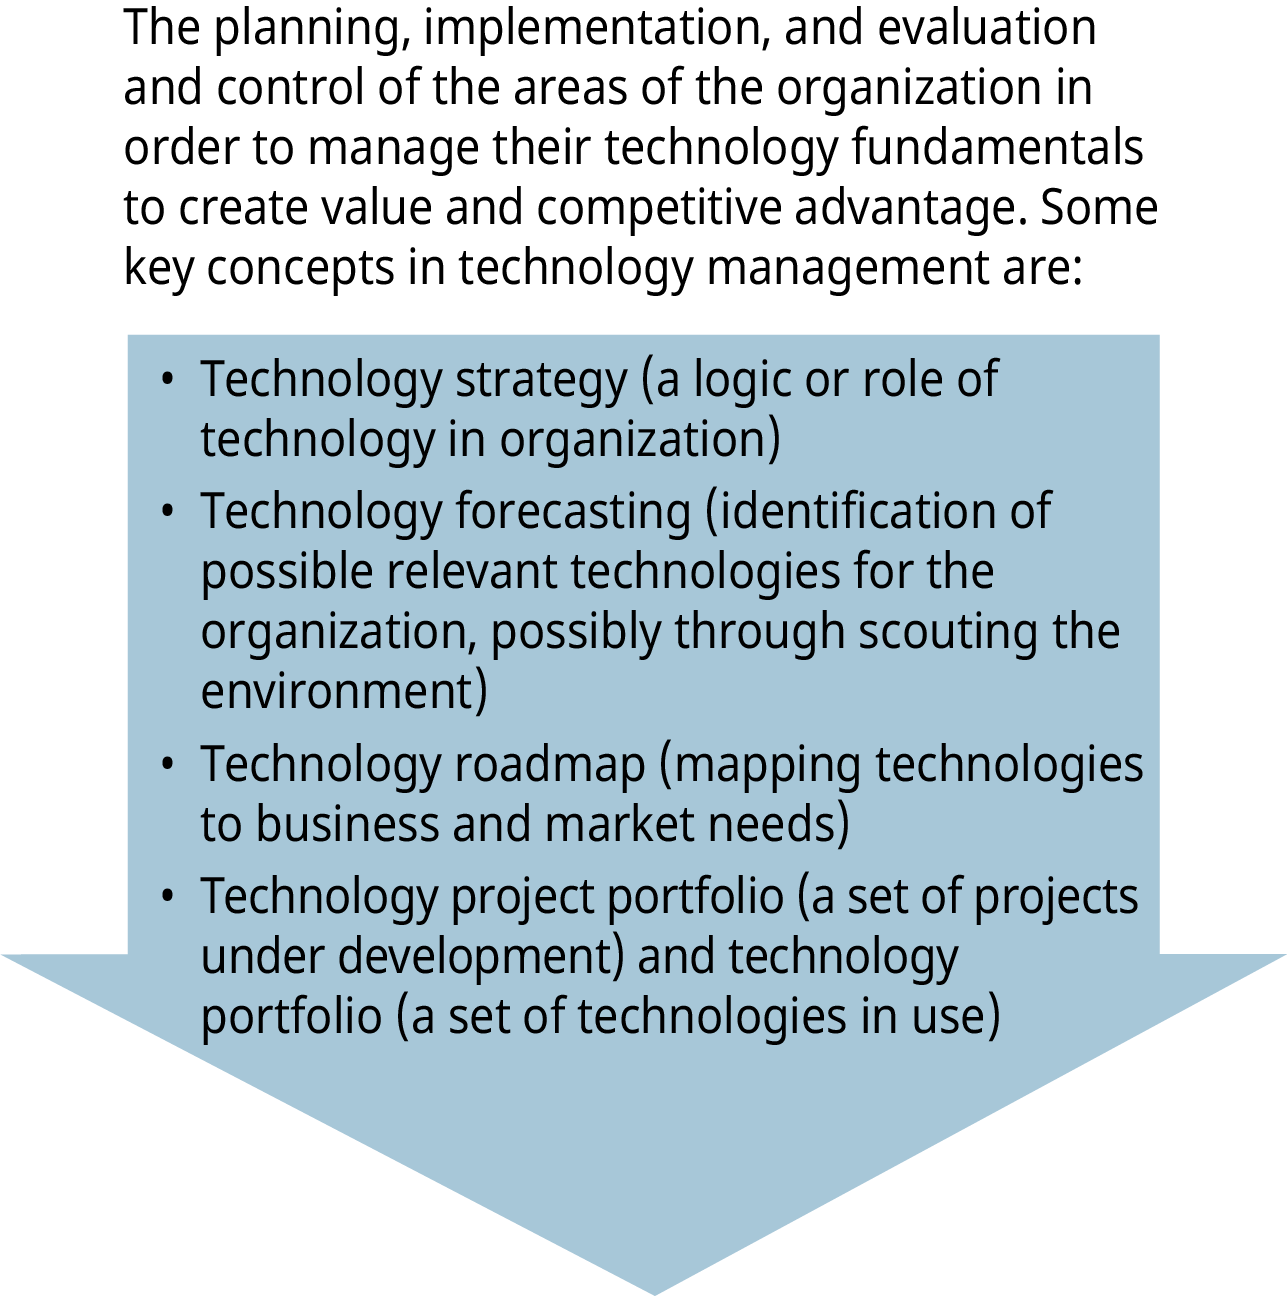 The planning, implementation, and evaluation
and control of the areas of the organization in
order to manage their technology fundamentals
to create value and competitive advantage. Some
key concepts in technology management are:
• Technology strategy (a logic or role of
technology in organization)
• Technology forecasting (identification of
possible relevant technologies for the
organization, possibly through scouting the
environment)
• Technology roadmap (mapping technologies
to business and market needs)
• Technology project portfolio (a set of projects
under development) and technology
portfolio (a set of technologies in use)